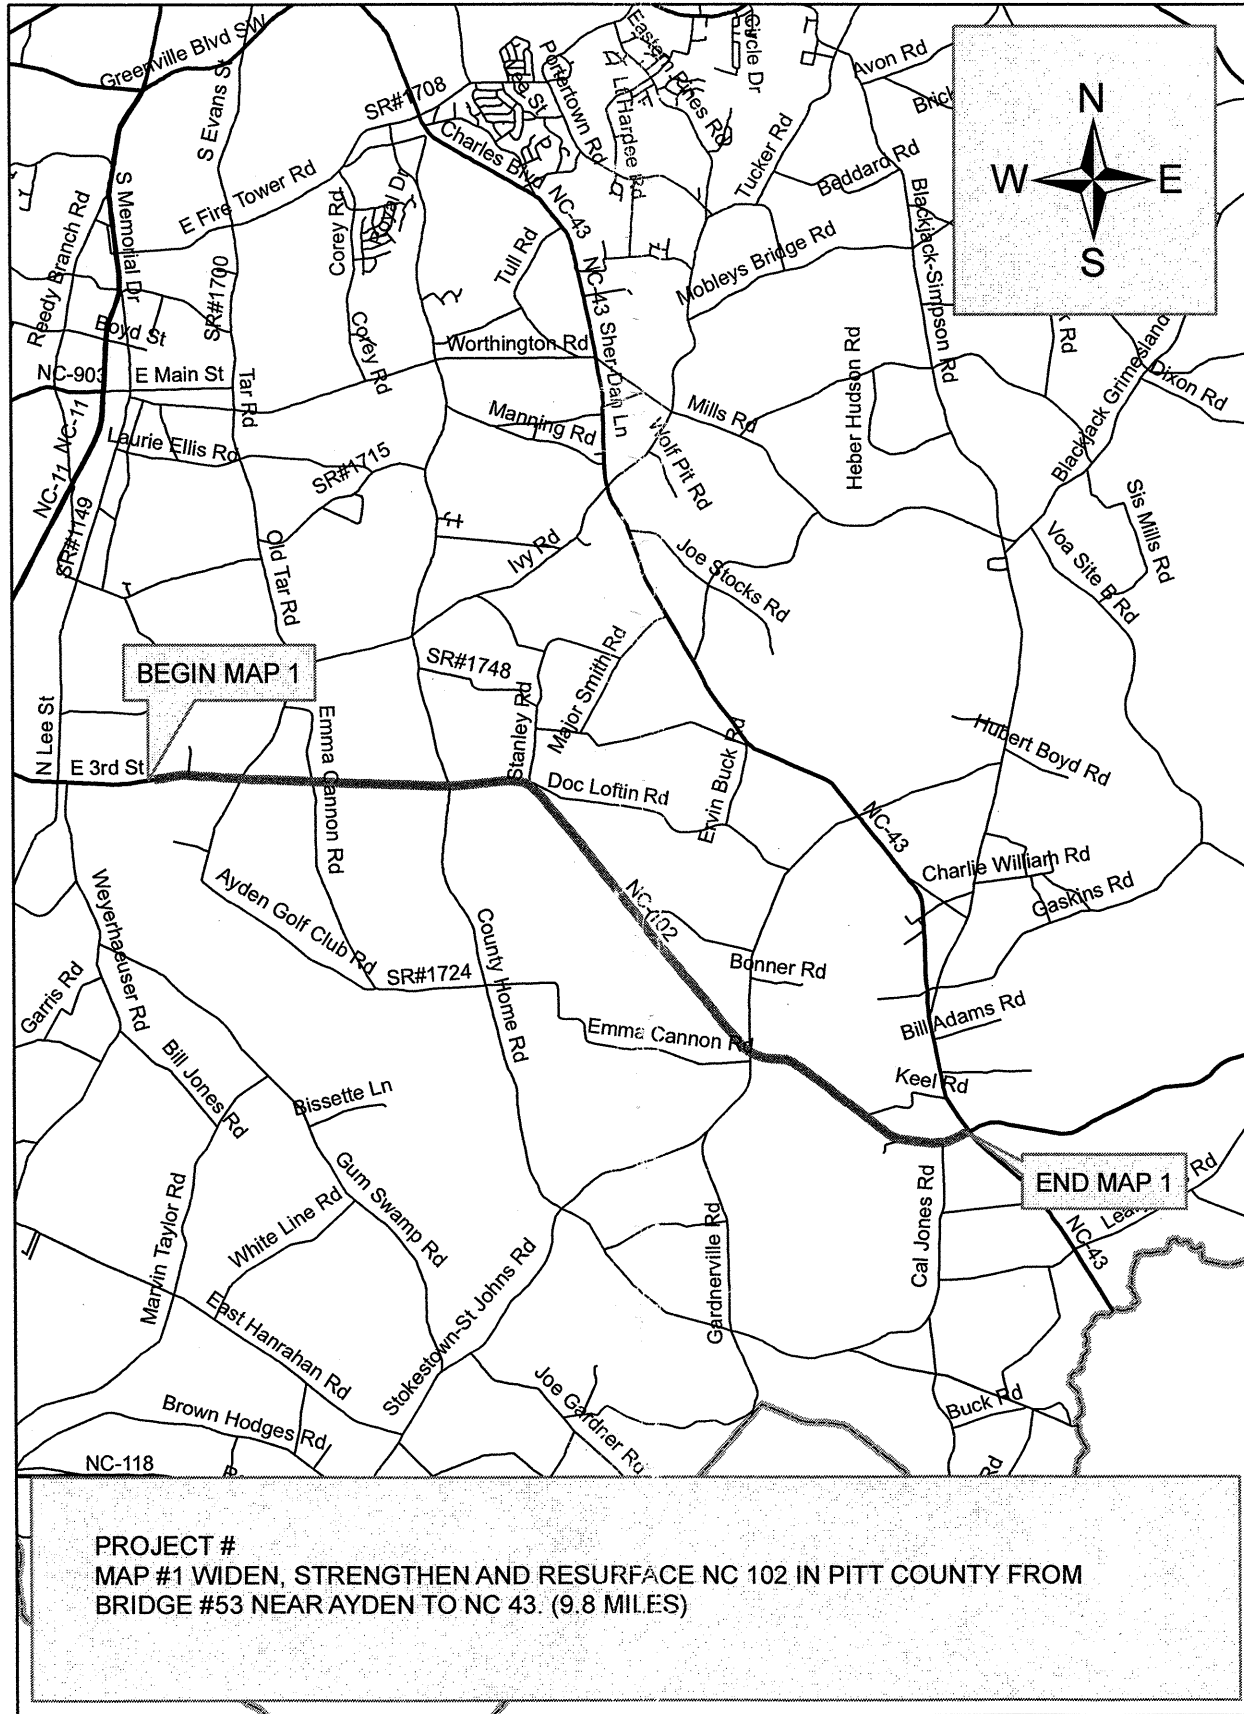 Greenville Blvd SW
S Evans St
SR#1708
Portertown Rd
Eastern Pines Rd
Circle Dr
Avon Rd
Lt Hardee Rd
Charles Blvd
NC-43
Tucker Rd
Beddard Rd
N
W
E
S
E Fire Tower Rd
Corey Rd
Royal Dr
S Memorial Dr
Reedy Branch Rd
SR#1700
Tull Rd
NC-43
Mobleys Bridge Rd
Blackjack-Simpson Rd
Boyd St
Corey Rd
Worthington Rd
Sher-Dan Ln
Heber Hudson Rd
Rd
Blackjack Grimesland
Dixon Rd
NC-903
E Main St
Tar Rd
Manning Rd
Mills Rd
Wolf Pit Rd
NC-11
NC-11
Laurie Ellis Rd
SR#1715
SR#1149
Old Tar Rd
Ivy Rd
Joe Stocks Rd
Voa Site B Rd
Sis Mills Rd
BEGIN MAP 1
SR#1748
Stanley Rd
Major Smith Rd
N Lee St
E 3rd St
Emma Cannon Rd
Doc Loftin Rd
Ervin Buck Rd
Hubert Boyd Rd
NC-43
Charlie William Rd
Gaskins Rd
Weyerhaeuser Rd
Ayden Golf Club Rd
SR#1724
County Home Rd
NC-102
Bonner Rd
Garris Rd
Emma Cannon Rd
Bill Adams Rd
Keel Rd
Bill Jones Rd
Bissette Ln
END MAP 1
Rd
Marvin Taylor Rd
White Line Rd
Gum Swamp Rd
Gardnerville Rd
Cal Jones Rd
NC-43
East Hanrahan Rd
Stokestown-St Johns Rd
Joe Gardner Rd
Brown Hodges Rd
Buck Rd
Rd
NC-118
PROJECT #
MAP #1 WIDEN, STRENGTHEN AND RESURFACE NC 102 IN PITT COUNTY FROM
BRIDGE #53 NEAR AYDEN TO NC 43. (9.8 MILES)